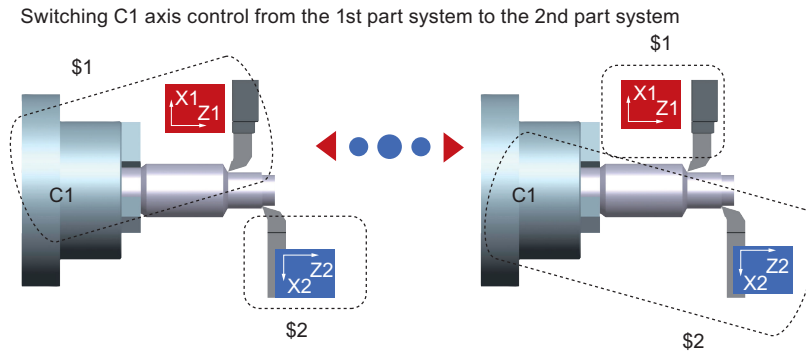 Switching C1 axis control from the 1st part system to the 2nd part system
$1
X1
Z1
C1
Z2
X2
$2
$1
X1
Z1
C1
Z2
X2
$2